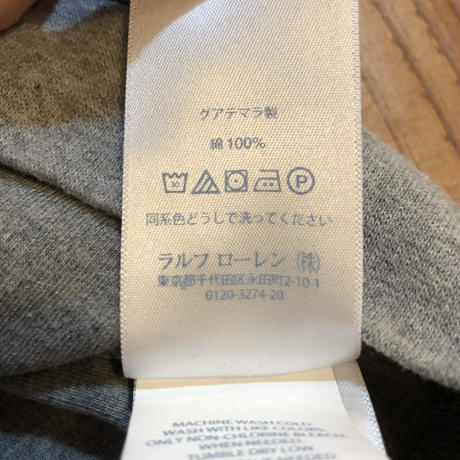 グアテマラ製
綿 100%
30 P
同系色どうしで洗ってください
ラルフ ローレン (株)
東京都千代田区永田町2-10-1
0120-3274-20
MACHINE WASH COLD.
WASH WITH LIKE COLORS.
ONLY NON-CHLORINE BLEACH,
WHEN NEEDED.
TUMBLE DRY LOW